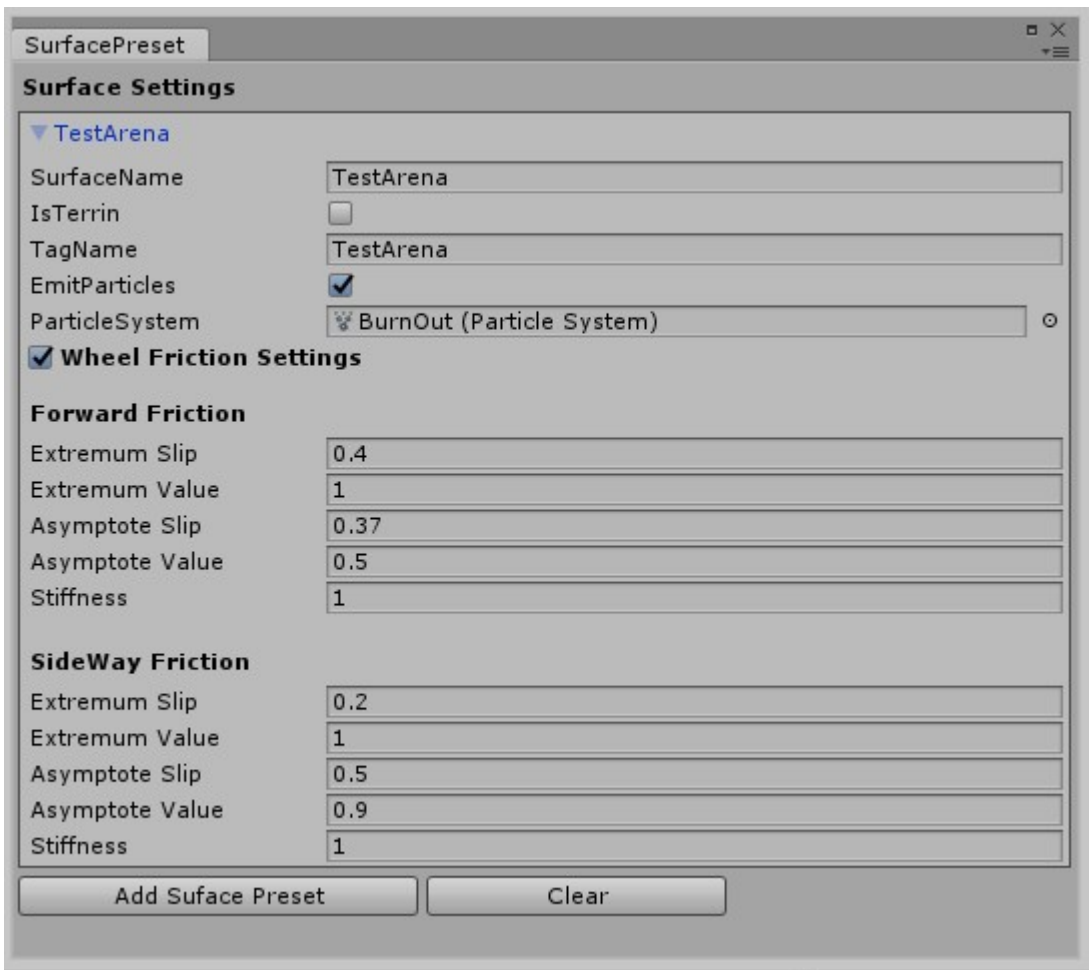 SurfacePreset
Surface Settings
TestArena
SurfaceName TestArena
IsTerrin
TagName TestArena
EmitParticles
ParticleSystem BurnOut (Particle System)
Wheel Friction Settings
Forward Friction
Extremum Slip 0.4
Extremum Value 1
Asymptote Slip 0.37
Asymptote Value 0.5
Stiffness 1
SideWay Friction
Extremum Slip 0.2
Extremum Value 1
Asymptote Slip 0.5
Asymptote Value 0.9
Stiffness 1
Add Suface Preset Clear